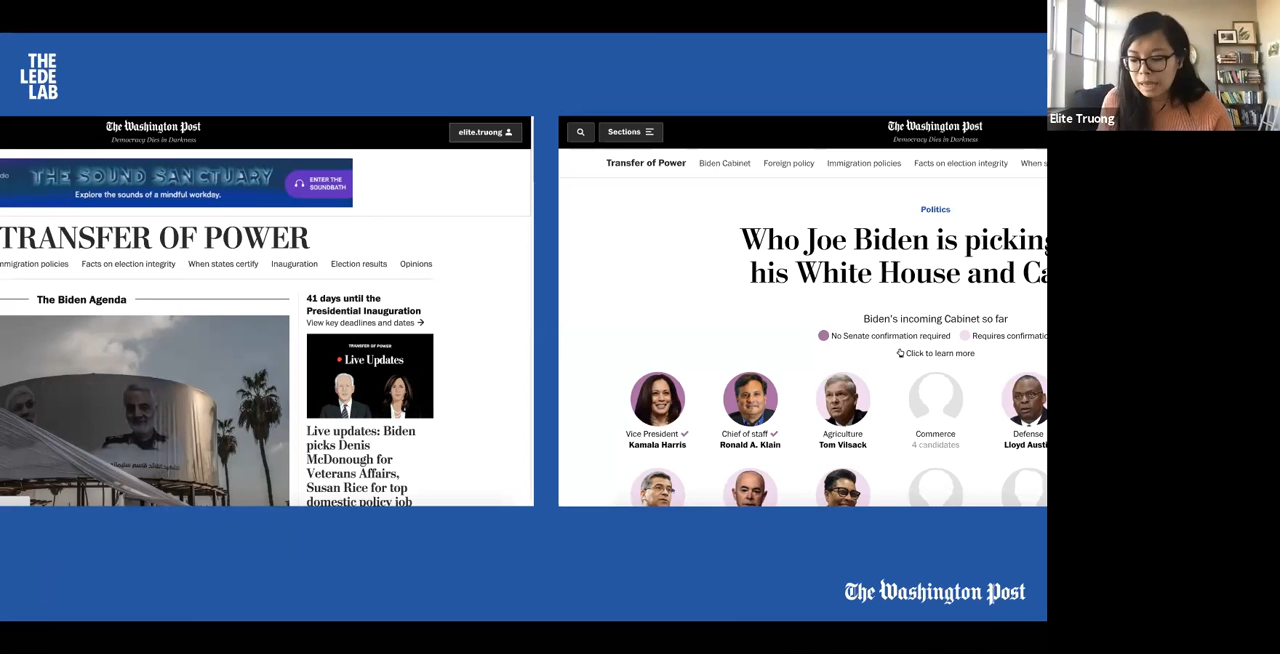 THE
LEDE
LAB
The Washington Post
Democracy Dies in Darkness
elite.truong
THE SOUND SANCTUARY
Explore the sounds of a mindful workday.
ENTER THE
SOUNDBATH
TRANSFER OF POWER
mmigration policies Facts on election integrity When states certify Inauguration Election results Opinions
The Biden Agenda
41 days until the
Presidential Inauguration
View key deadlines and dates →
TRANSFER OF POWER
Live Updates
Live updates: Biden
picks Denis
McDonough for
Veterans Affairs,
Susan Rice for top
domestic policy job
Sections
The Washington Post
Democracy Dies in Darkness
Transfer of Power Biden Cabinet Foreign policy Immigration policies Facts on election integrity When s
Politics
Who Joe Biden is picking
his White House and Ca
Biden's incoming Cabinet so far
No Senate confirmation required Requires confirmatio
Click to learn more
Vice President ✔
Kamala Harris
Chief of staff ✔
Ronald A. Klain
Agriculture
Tom Vilsack
Commerce
4 candidates
Defense
Lloyd Austi
The Washington Post
Elite Truong